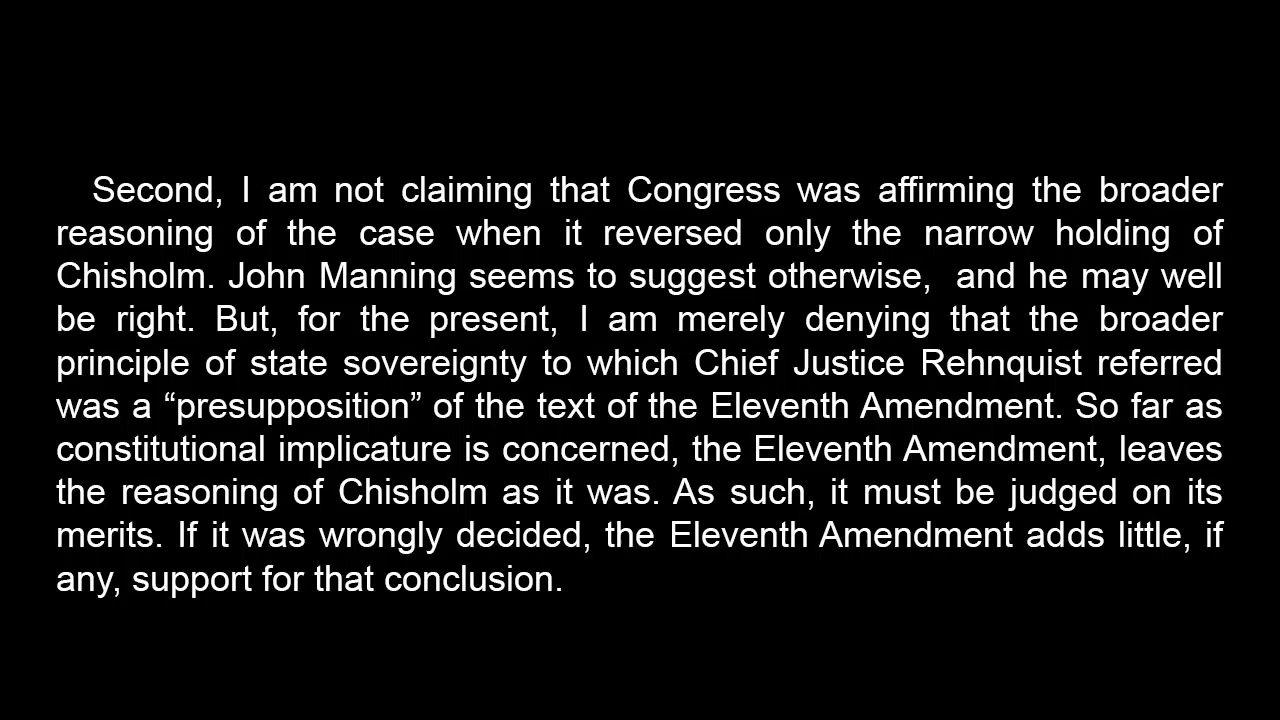 Second, I am not claiming that Congress was affirming the broader
reasoning of the case when it reversed only the narrow holding of
Chisholm. John Manning seems to suggest otherwise,  and he may well
be right. But, for the present, I am merely denying that the broader
principle of state sovereignty to which Chief Justice Rehnquist referred
was a “presupposition” of the text of the Eleventh Amendment. So far as
constitutional implicature is concerned, the Eleventh Amendment, leaves
the reasoning of Chisholm as it was. As such, it must be judged on its
merits. If it was wrongly decided, the Eleventh Amendment adds little, if
any, support for that conclusion.